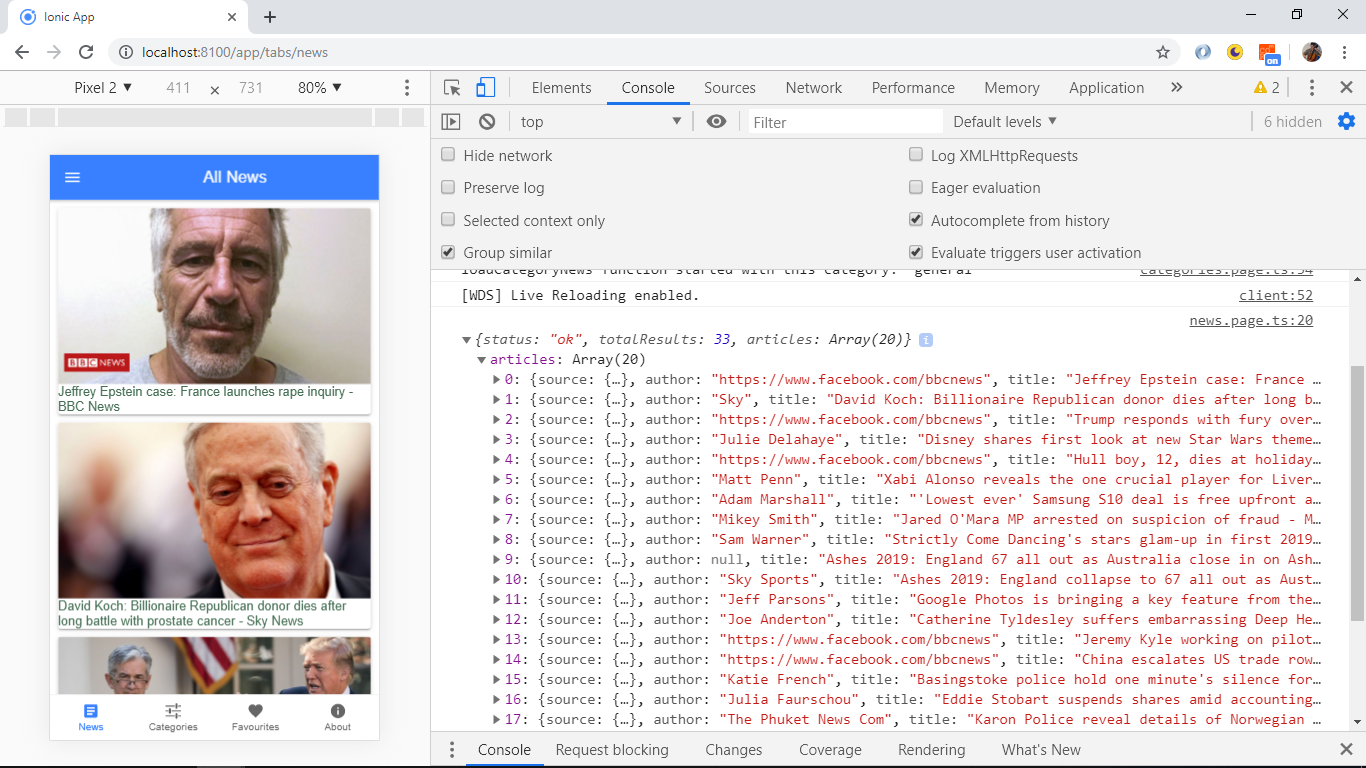 Ionic App
localhost:8100/app/tabs/news
on
Pixel 2 ▼ 411 × 731 80% ▼
Elements Console Sources Network Performance Memory Application » 2
top ▼ Filter Default levels ▼ 6 hidden
Hide network
Log XMLHttpRequests
Preserve log
Eager evaluation
Selected context only
Autocomplete from history
Group similar
Evaluate triggers user activation
All News
BBC NEWS
Jeffrey Epstein case: France launches rape inquiry -
BBC News
David Koch: Billionaire Republican donor dies after
long battle with prostate cancer - Sky News
News Categories Favourites About
loadCategoryNews function started with this category: general categories.page.ts:54
[WDS] Live Reloading enabled. client:52
news.page.ts:20
▼{status: "ok", totalResults: 33, articles: Array(20)} i
▼articles: Array(20)
▶0: {source: {…}, author: "https://www.facebook.com/bbcnews", title: "Jeffrey Epstein case: France …
▶1: {source: {…}, author: "Sky", title: "David Koch: Billionaire Republican donor dies after long b…
▶2: {source: {…}, author: "https://www.facebook.com/bbcnews", title: "Trump responds with fury over…
▶3: {source: {…}, author: "Julie Delahaye", title: "Disney shares first look at new Star Wars theme…
▶4: {source: {…}, author: "https://www.facebook.com/bbcnews", title: "Hull boy, 12, dies at holiday…
▶5: {source: {…}, author: "Matt Penn", title: "Xabi Alonso reveals the one crucial player for Liver…
▶6: {source: {…}, author: "Adam Marshall", title: "'Lowest ever' Samsung S10 deal is free upfront a…
▶7: {source: {…}, author: "Mikey Smith", title: "Jared O'Mara MP arrested on suspicion of fraud - M…
▶8: {source: {…}, author: "Sam Warner", title: "Strictly Come Dancing's stars glam-up in first 2019…
▶9: {source: {…}, author: null, title: "Ashes 2019: England 67 all out as Australia close in on Ash…
▶10: {source: {…}, author: "Sky Sports", title: "Ashes 2019: England collapse to 67 all out as Aust…
▶11: {source: {…}, author: "Jeff Parsons", title: "Google Photos is bringing a key feature from the…
▶12: {source: {…}, author: "Joe Anderton", title: "Catherine Tyldesley suffers embarrassing Deep He…
▶13: {source: {…}, author: "https://www.facebook.com/bbcnews", title: "Jeremy Kyle working on pilot…
▶14: {source: {…}, author: "https://www.facebook.com/bbcnews", title: "China escalates US trade row…
▶15: {source: {…}, author: "Katie French", title: "Basingstoke police hold one minute's silence for…
▶16: {source: {…}, author: "Julia Faurschou", title: "Eddie Stobart suspends shares amid accounting…
▶17: {source: {…}, author: "The Phuket News Com", title: "Karon Police reveal details of Norwegian …
Console Request blocking Changes Coverage Rendering What's New